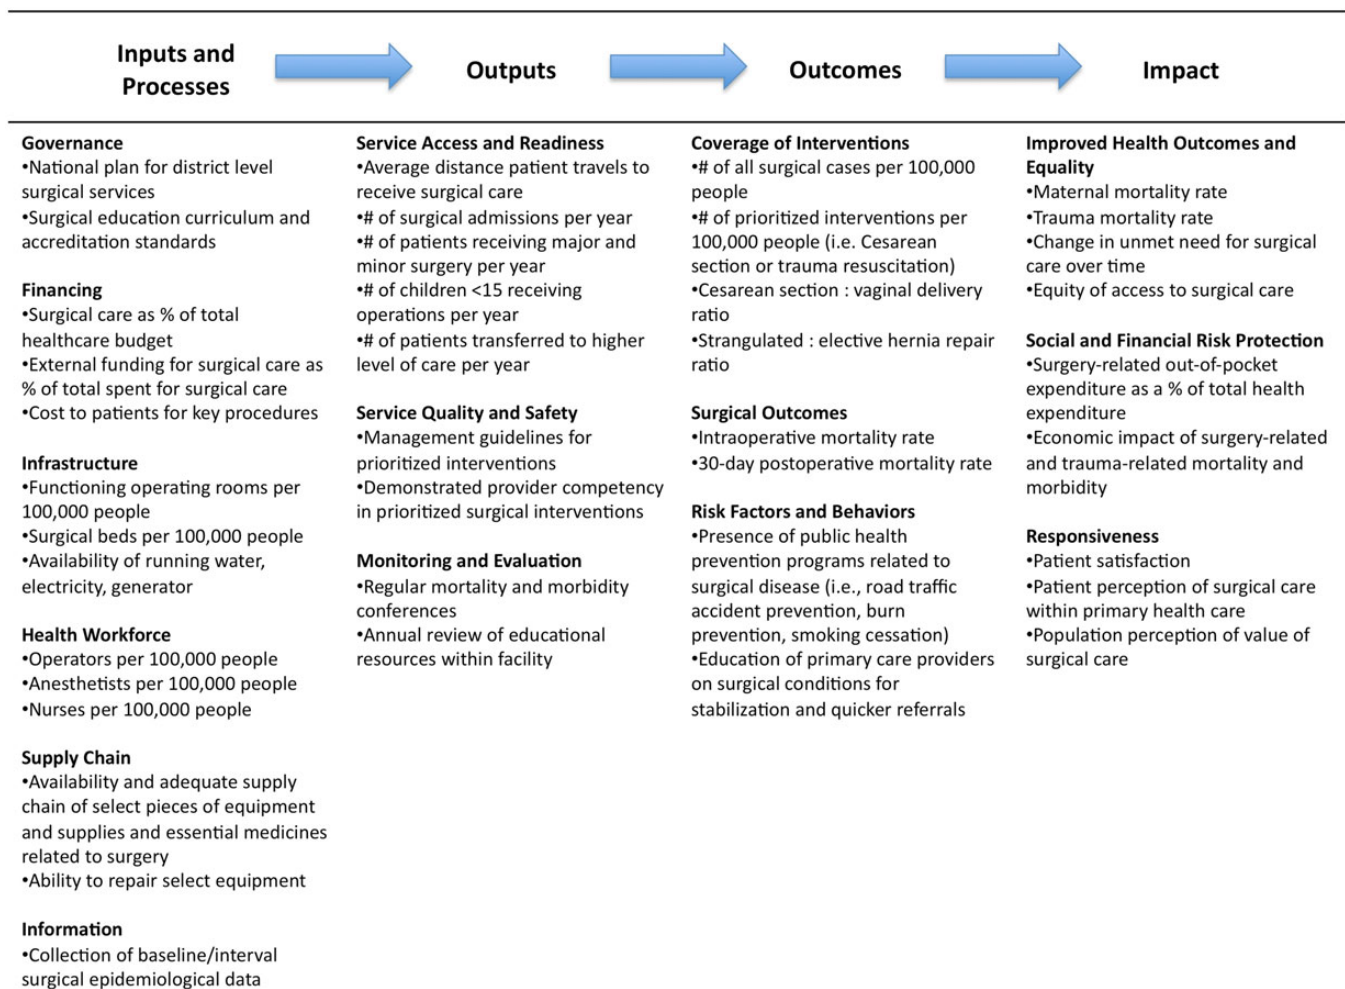 Inputs and
Processes
Outputs
Outcomes
Impact
Governance
•National plan for district level
surgical services
•Surgical education curriculum and
accreditation standards
Financing
•Surgical care as % of total
healthcare budget
•External funding for surgical care as
% of total spent for surgical care
•Cost to patients for key procedures
Infrastructure
•Functioning operating rooms per
100,000 people
•Surgical beds per 100,000 people
•Availability of running water,
electricity, generator
Health Workforce
•Operators per 100,000 people
•Anesthetists per 100,000 people
•Nurses per 100,000 people
Supply Chain
•Availability and adequate supply
chain of select pieces of equipment
and supplies and essential medicines
related to surgery
•Ability to repair select equipment
Information
•Collection of baseline/interval
surgical epidemiological data
Service Access and Readiness
•Average distance patient travels to
receive surgical care
•# of surgical admissions per year
•# of patients receiving major and
minor surgery per year
•# of children <15 receiving
operations per year
•# of patients transferred to higher
level of care per year
Service Quality and Safety
•Management guidelines for
prioritized interventions
•Demonstrated provider competency
in prioritized surgical interventions
Monitoring and Evaluation
•Regular mortality and morbidity
conferences
•Annual review of educational
resources within facility
Coverage of Interventions
•# of all surgical cases per 100,000
people
•# of prioritized interventions per
100,000 people (i.e. Cesarean
section or trauma resuscitation)
•Cesarean section : vaginal delivery
ratio
•Strangulated : elective hernia repair
ratio
Surgical Outcomes
•Intraoperative mortality rate
•30-day postoperative mortality rate
Risk Factors and Behaviors
•Presence of public health
prevention programs related to
surgical disease (i.e., road traffic
accident prevention, burn
prevention, smoking cessation)
•Education of primary care providers
on surgical conditions for
stabilization and quicker referrals
Improved Health Outcomes and
Equality
•Maternal mortality rate
•Trauma mortality rate
•Change in unmet need for surgical
care over time
•Equity of access to surgical care
Social and Financial Risk Protection
•Surgery-related out-of-pocket
expenditure as a % of total health
expenditure
•Economic impact of surgery-related
and trauma-related mortality and
morbidity
Responsiveness
•Patient satisfaction
•Patient perception of surgical care
within primary health care
•Population perception of value of
surgical care